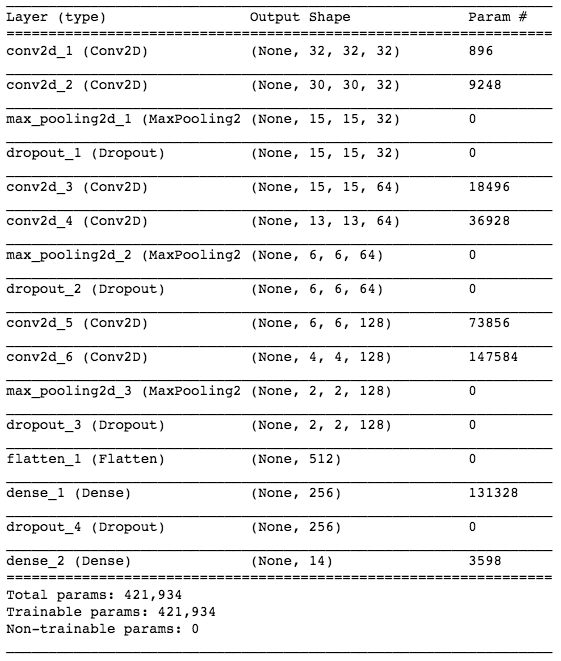 Layer (type) Output Shape Param #
conv2d_1 (Conv2D) (None, 32, 32, 32) 896
conv2d_2 (Conv2D) (None, 30, 30, 32) 9248
max_pooling2d_1 (MaxPooling2 (None, 15, 15, 32) 0
dropout_1 (Dropout) (None, 15, 15, 32) 0
conv2d_3 (Conv2D) (None, 15, 15, 64) 18496
conv2d_4 (Conv2D) (None, 13, 13, 64) 36928
max_pooling2d_2 (MaxPooling2 (None, 6, 6, 64) 0
dropout_2 (Dropout) (None, 6, 6, 64) 0
conv2d_5 (Conv2D) (None, 6, 6, 128) 73856
conv2d_6 (Conv2D) (None, 4, 4, 128) 147584
max_pooling2d_3 (MaxPooling2 (None, 2, 2, 128) 0
dropout_3 (Dropout) (None, 2, 2, 128) 0
flatten_1 (Flatten) (None, 512) 0
dense_1 (Dense) (None, 256) 131328
dropout_4 (Dropout) (None, 256) 0
dense_2 (Dense) (None, 14) 3598
Total params: 421,934
Trainable params: 421,934
Non-trainable params: 0